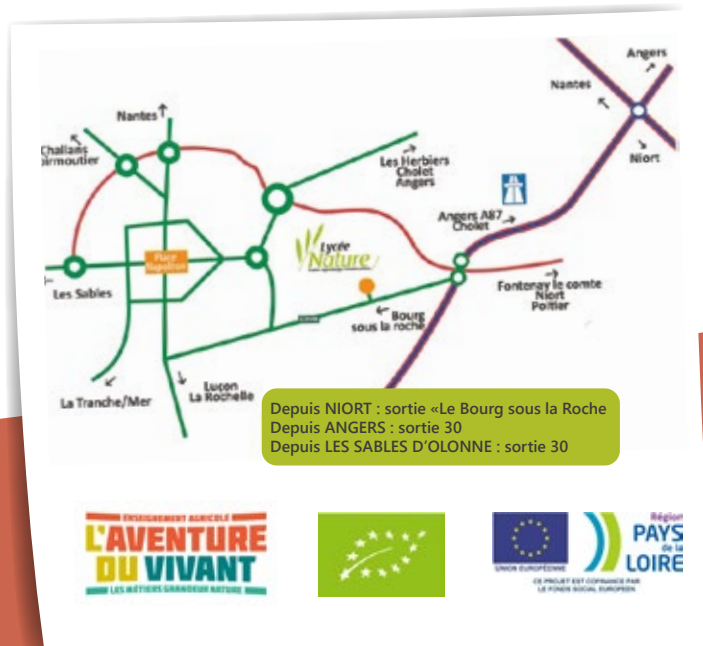 Angers
Nantes
Nantes
Challans
Niort
Les Herbiers
Cholet
Angers
Angers A87
Cholet
Lycée
Nature
Place
Napoléon
Les Sables
Fontenay le comte
Niort
Poitier
Bourg
sous la roche
La Tranche/Mer
Luçon
La Rochelle
Depuis NIORT : sortie «Le Bourg sous la Roche
Depuis ANGERS : sortie 30
Depuis LES SABLES D'OLONNE : sortie 30
ENSEIGNEMENT AGRICOLE
L'AVENTURE
DU VIVANT
LES MÉTIERS GRANDEUR NATURE
UNION EUROPÉENNE
Région
PAYS
de la
LOIRE
CE PROJET EST COFINANCE PAR
LE FONDS SOCIAL EUROPEEN